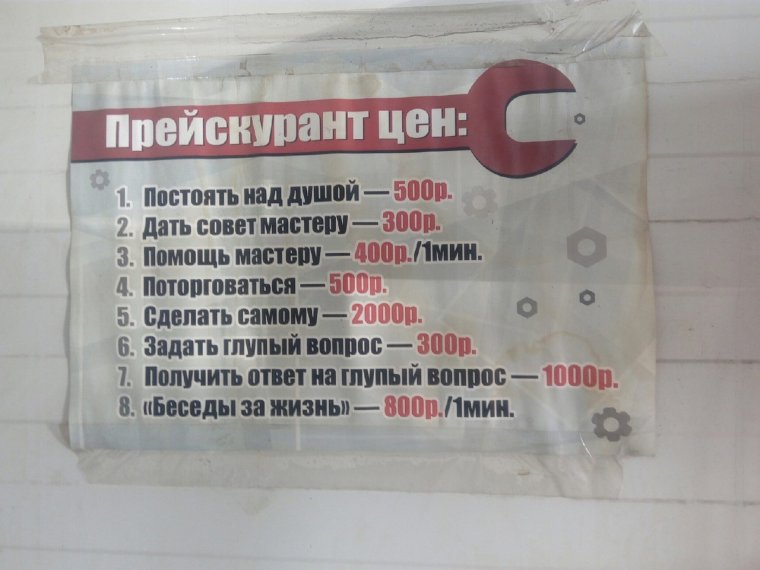 Прейскурант цен:
1. Постоять над душой — 500р.
2. Дать совет мастеру — 300р.
3. Помощь мастеру — 400р./1мин.
4. Поторговаться — 500р.
5. Сделать самому — 2000р.
6. Задать глупый вопрос — 300р.
7. Получить ответ на глупый вопрос — 1000р.
8. «Беседы за жизнь» — 800р./1мин.